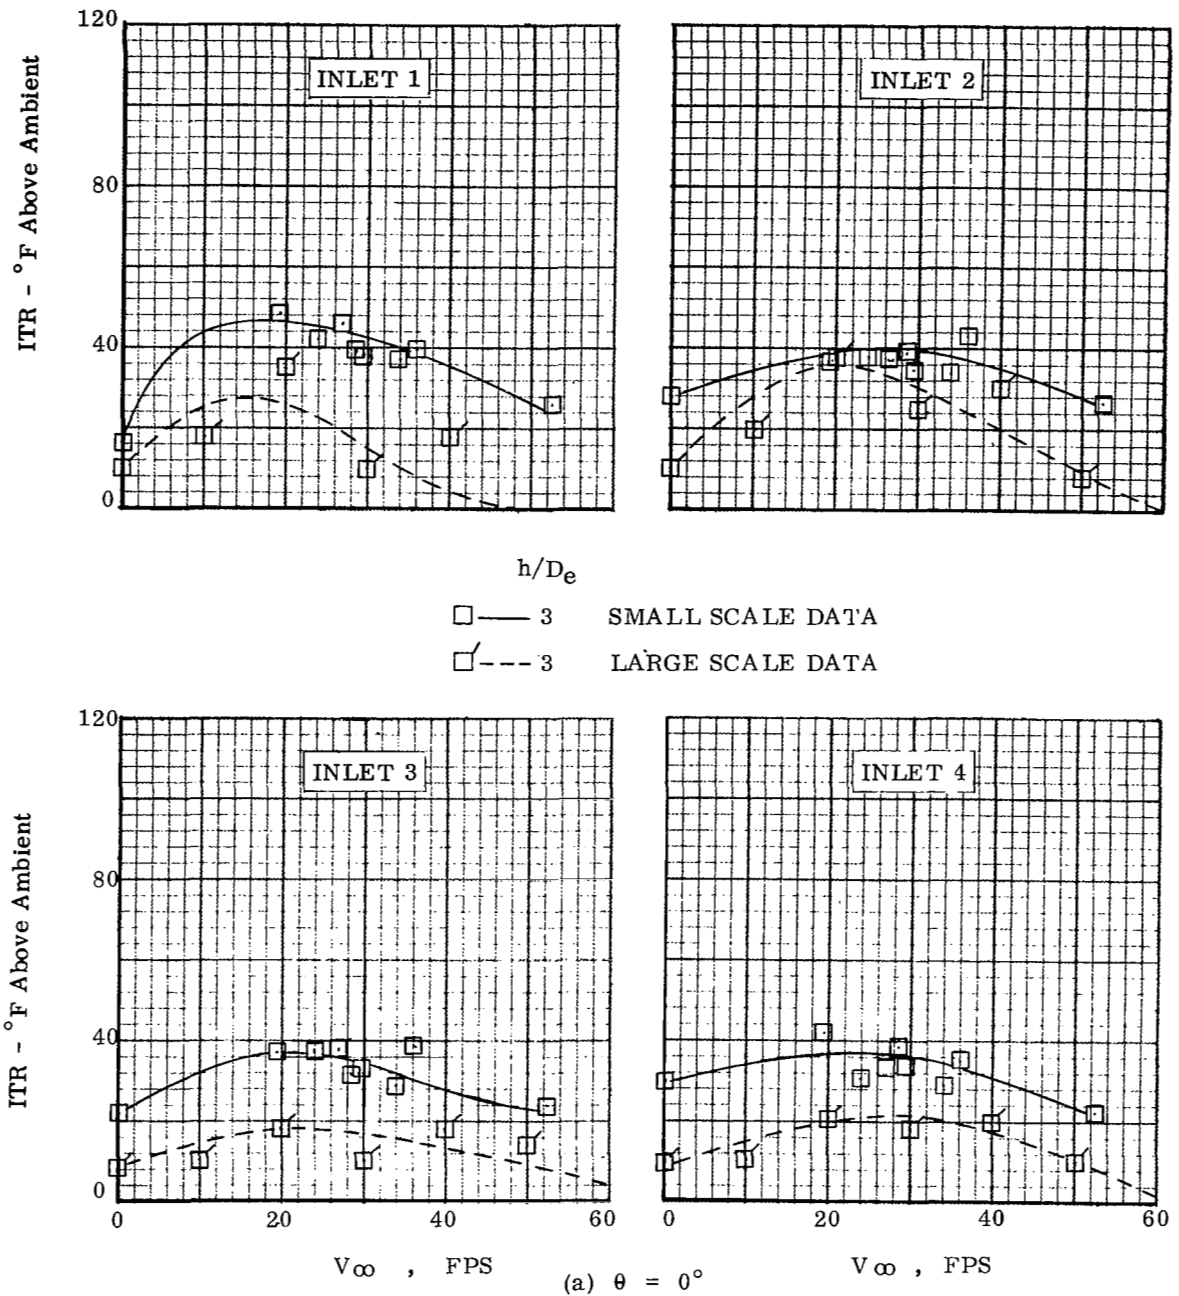 120
INLET 1
INLET 2
ITR - °F Above Ambient
80
40
0
h/De
3 SMALL SCALE DATA
3 LARGE SCALE DATA
120
INLET 3
INLET 4
ITR - °F Above Ambient
80
40
0
0 20 40 60
0 20 40 60
V∞ , FPS
V∞ , FPS
(a) θ = 0°